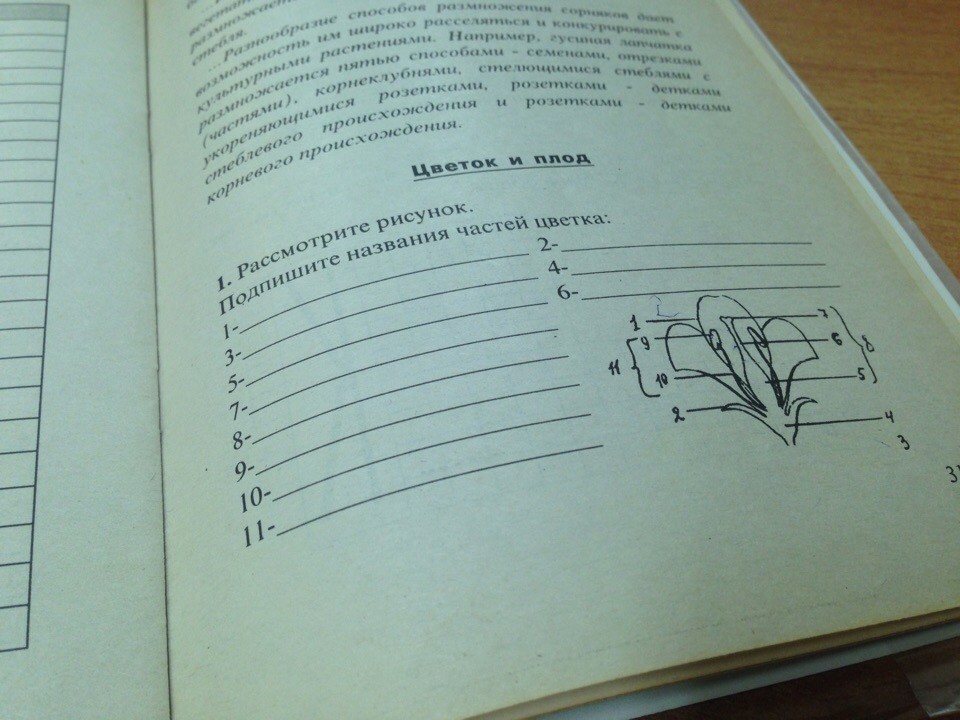 размножается
стебля.
...Разнообразие способов размножения сорняков дает
возможность им широко расселяться и конкурировать с
культурными растениями. Например, гусиная лапчатка
размножается пятью способами - семенами, отрезками
(частями), корнеклубнями, стелющимися стеблями с
укореняющимися розетками, розетками - детками
стеблевого происхождения и розетками - детками
корневого происхождения.
Цветок и плод
1. Рассмотрите рисунок.
Подпишите названия частей цветка:
1- 2-
3- 4-
5- 6-
7-
8-
9-
10-
11-
1 7
9 6 8
11 10 5
2 4
3